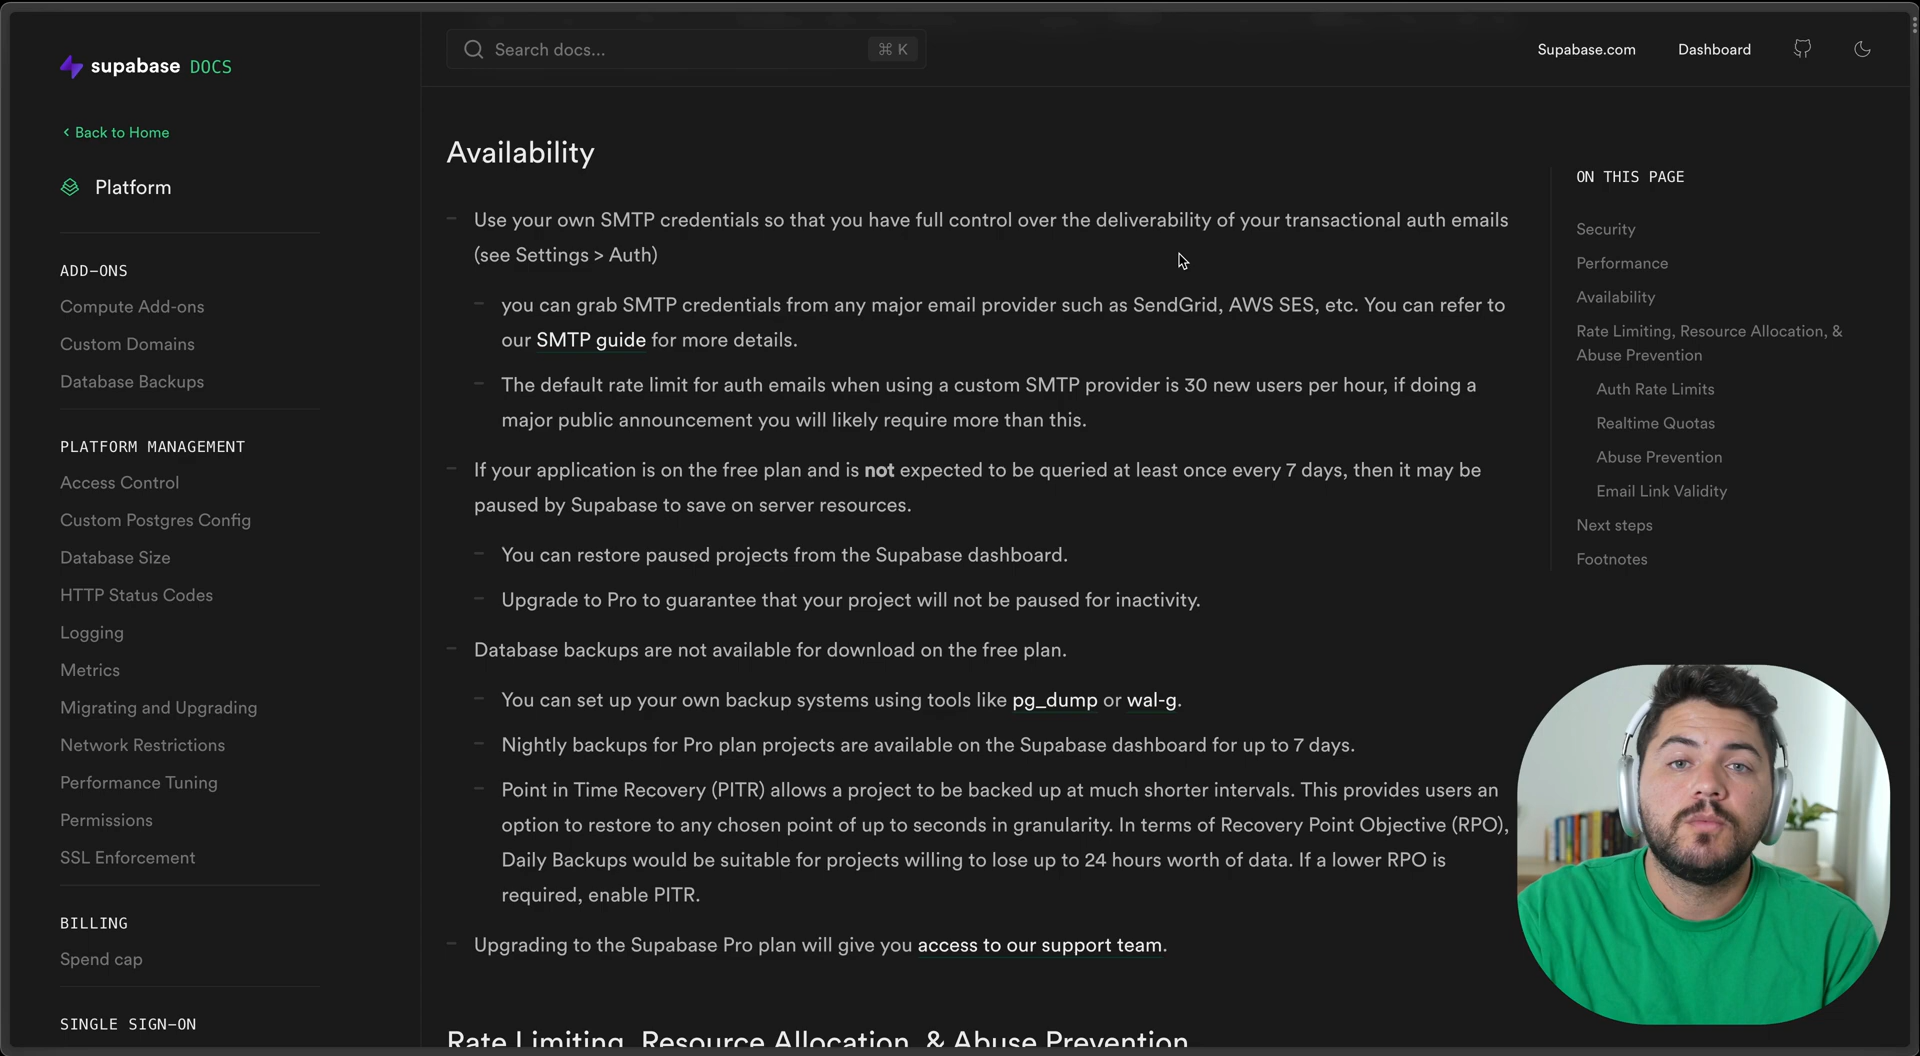 supabase DOCS
Search docs...
⌘ K
Supabase.com
Dashboard
< Back to Home
Platform
ADD-ONS
Compute Add-ons
Custom Domains
Database Backups
PLATFORM MANAGEMENT
Access Control
Custom Postgres Config
Database Size
HTTP Status Codes
Logging
Metrics
Migrating and Upgrading
Network Restrictions
Performance Tuning
Permissions
SSL Enforcement
BILLING
Spend cap
SINGLE SIGN-ON
Availability
Use your own SMTP credentials so that you have full control over the deliverability of your transactional auth emails
(see Settings > Auth)
you can grab SMTP credentials from any major email provider such as SendGrid, AWS SES, etc. You can refer to
our SMTP guide for more details.
The default rate limit for auth emails when using a custom SMTP provider is 30 new users per hour, if doing a
major public announcement you will likely require more than this.
If your application is on the free plan and is not expected to be queried at least once every 7 days, then it may be
paused by Supabase to save on server resources.
You can restore paused projects from the Supabase dashboard.
Upgrade to Pro to guarantee that your project will not be paused for inactivity.
Database backups are not available for download on the free plan.
You can set up your own backup systems using tools like pg_dump or wal-g.
Nightly backups for Pro plan projects are available on the Supabase dashboard for up to 7 days.
Point in Time Recovery (PITR) allows a project to be backed up at much shorter intervals. This provides users an
option to restore to any chosen point of up to seconds in granularity. In terms of Recovery Point Objective (RPO),
Daily Backups would be suitable for projects willing to lose up to 24 hours worth of data. If a lower RPO is
required, enable PITR.
Upgrading to the Supabase Pro plan will give you access to our support team.
Rate Limiting, Resource Allocation, & Abuse Prevention
ON THIS PAGE
Security
Performance
Availability
Rate Limiting, Resource Allocation, &
Abuse Prevention
Auth Rate Limits
Realtime Quotas
Abuse Prevention
Email Link Validity
Next steps
Footnotes